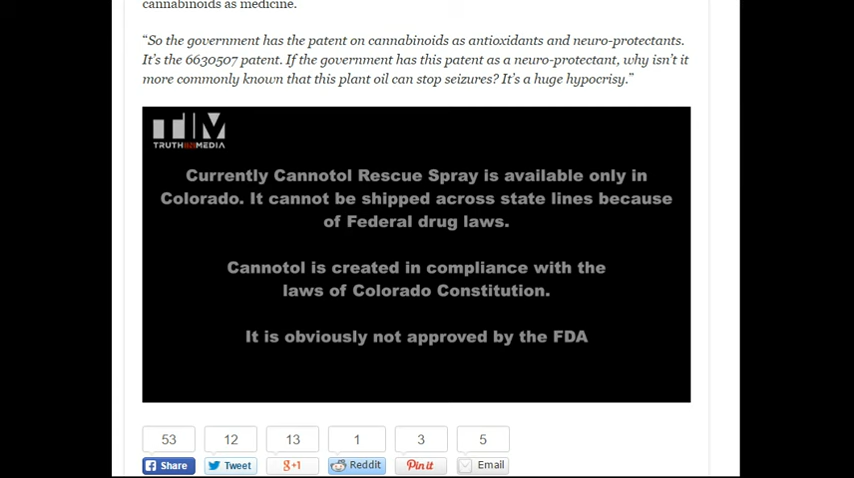 cannabinoids as medicine.
“So the government has the patent on cannabinoids as antioxidants and neuro-protectants.
It’s the 6630507 patent. If the government has this patent as a neuro-protectant, why isn’t it
more commonly known that this plant oil can stop seizures? It’s a huge hypocrisy.”
TIM
TRUTHINMEDIA
Currently Cannotol Rescue Spray is available only in
Colorado. It cannot be shipped across state lines because
of Federal drug laws.
Cannotol is created in compliance with the
laws of Colorado Constitution.
It is obviously not approved by the FDA
53 12 13 1 3 5
Share Tweet g+1 Reddit Pin it Email